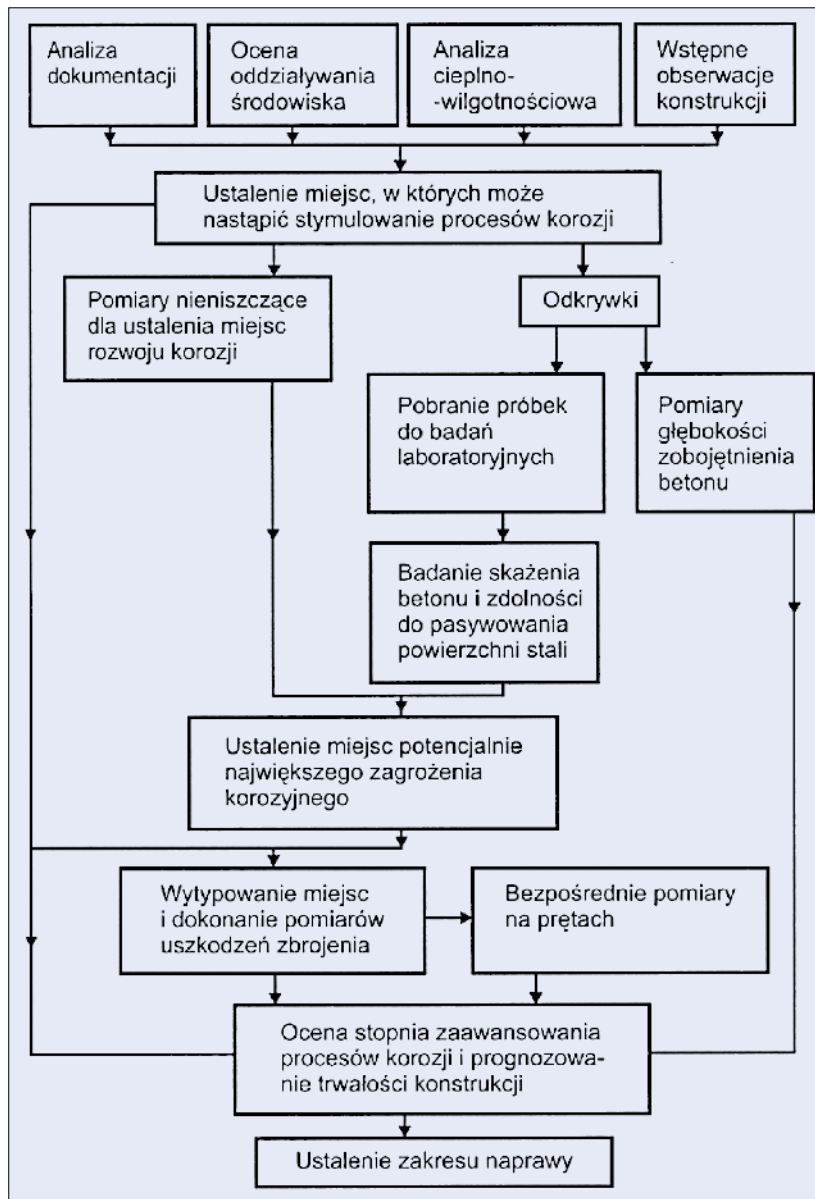 Analiza
dokumentacji
Ocena
oddziaływania
środowiska
Analiza
cieplno-
-wilgotnościowa
Wstępne
obserwacje
konstrukcji
Ustalenie miejsc, w których może
nastąpić stymulowanie procesów korozji
Pomiary nieniszczące
dla ustalenia miejsc
rozwoju korozji
Odkrywki
Pobranie próbek
do badań
laboratoryjnych
Pomiary
głębokości
zobojętnienia
betonu
Badanie skażenia
betonu i zdolności
do pasywowania
powierzchni stali
Ustalenie miejsc potencjalnie
największego zagrożenia
korozyjnego
Wytypowanie miejsc
i dokonanie pomiarów
uszkodzeń zbrojenia
Bezpośrednie pomiary
na prętach
Ocena stopnia zaawansowania
procesów korozji i prognozowa-
nie trwałości konstrukcji
Ustalenie zakresu naprawy